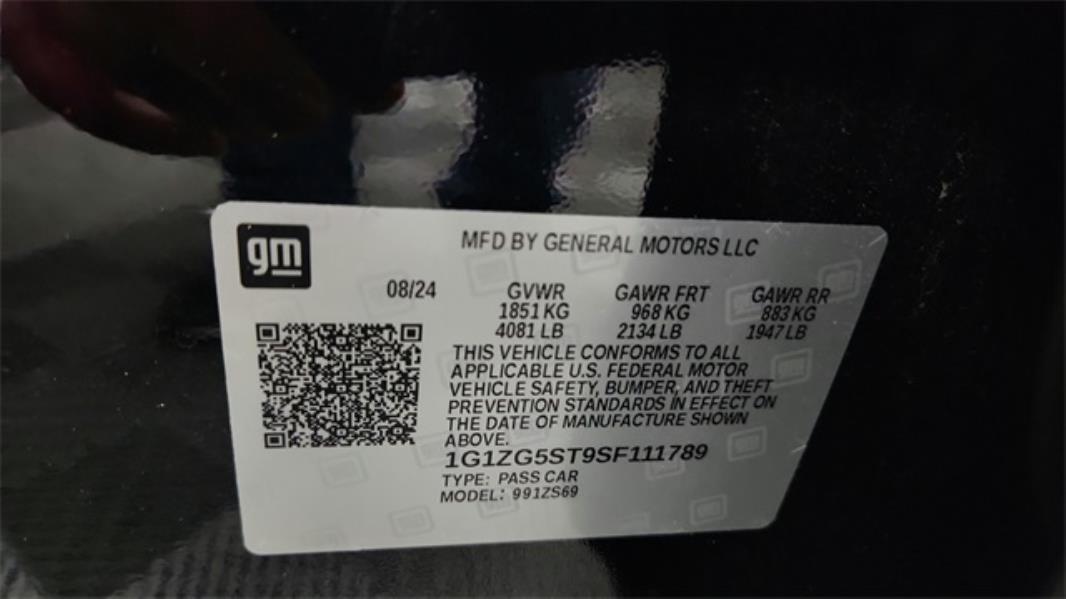 gm
MFD BY GENERAL MOTORS LLC
08/24 GVWR GAWR FRT GAWR RR
1851 KG 968 KG 883 KG
4081 LB 2134 LB 1947 LB
THIS VEHICLE CONFORMS TO ALL
APPLICABLE U.S. FEDERAL MOTOR
VEHICLE SAFETY, BUMPER, AND THEFT
PREVENTION STANDARDS IN EFFECT ON
THE DATE OF MANUFACTURE SHOWN
ABOVE.
1G1ZG5ST9SF111789
TYPE: PASS CAR
MODEL: 991ZS69